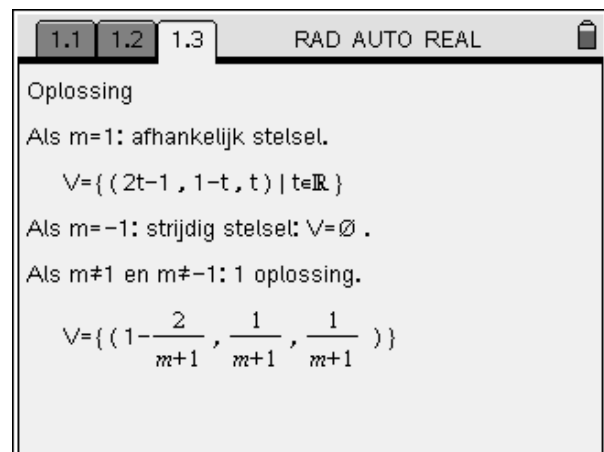 1.1 1.2 1.3 RAD AUTO REAL
Oplossing
Als m=1: afhankelijk stelsel.
V={(2t-1,1-t,t)|t∈ℝ}
Als m=-1: strijdig stelsel: V=∅ .
Als m≠1 en m≠-1: 1 oplossing.
V={(1-2/(m+1), 1/(m+1), 1/(m+1) )}